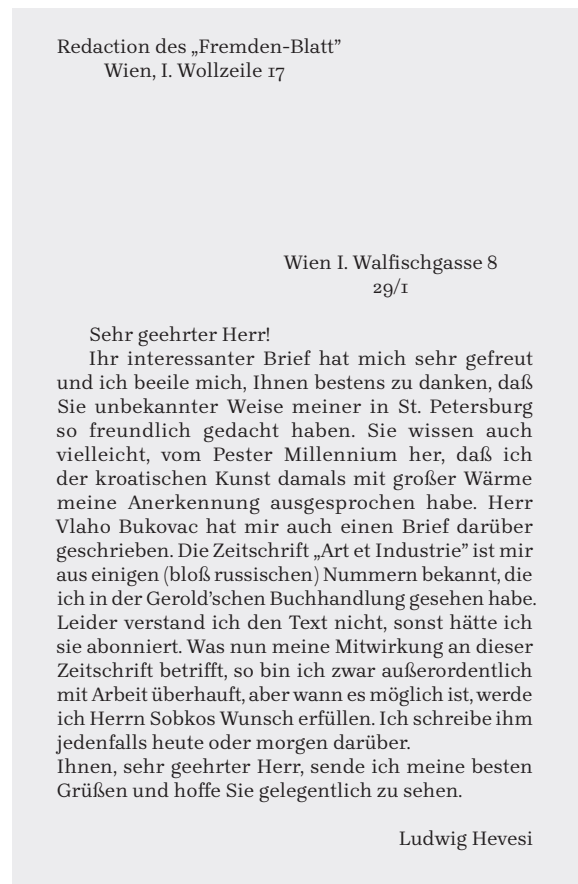 Redaction des „Fremden-Blatt”
Wien, I. Wollzeile 17
Wien I. Walfischgasse 8
29/1
Sehr geehrter Herr!
Ihr interessanter Brief hat mich sehr gefreut
und ich beeile mich, Ihnen bestens zu danken, daß
Sie unbekannter Weise meiner in St. Petersburg
so freundlich gedacht haben. Sie wissen auch
vielleicht, vom Pester Millennium her, daß ich
der kroatischen Kunst damals mit großer Wärme
meine Anerkennung ausgesprochen habe. Herr
Vlaho Bukovac hat mir auch einen Brief darüber
geschrieben. Die Zeitschrift „Art et Industrie” ist mir
aus einigen (bloß russischen) Nummern bekannt, die
ich in der Gerold’schen Buchhandlung gesehen habe.
Leider verstand ich den Text nicht, sonst hätte ich
sie abonniert. Was nun meine Mitwirkung an dieser
Zeitschrift betrifft, so bin ich zwar außerordentlich
mit Arbeit überhauft, aber wann es möglich ist, werde
ich Herrn Sobkos Wunsch erfüllen. Ich schreibe ihm
jedenfalls heute oder morgen darüber.
Ihnen, sehr geehrter Herr, sende ich meine besten
Grüßen und hoffe Sie gelegentlich zu sehen.
Ludwig Hevesi